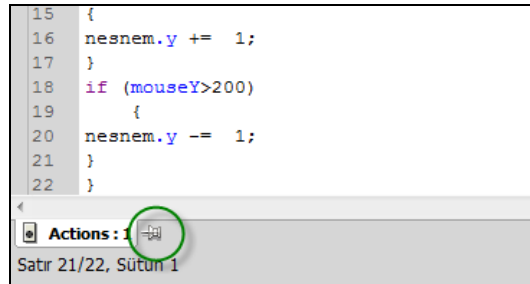 15 {
16 nesnem.y += 1;
17 }
18 if (mouseY>200)
19 {
20 nesnem.y -= 1;
21 }
22 }
Actions : 1
Satır 21/22, Sütun 1